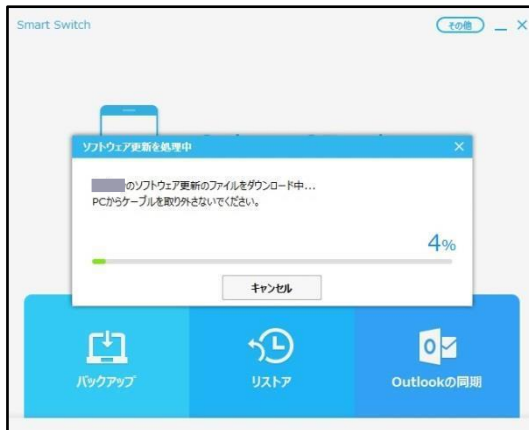 Smart Switch
その他
ソフトウェア更新を処理中
のソフトウェア更新のファイルをダウンロード中...
PCからケーブルを取り外さないでください。
4%
キャンセル
バックアップ
リストア
Outlookの同期